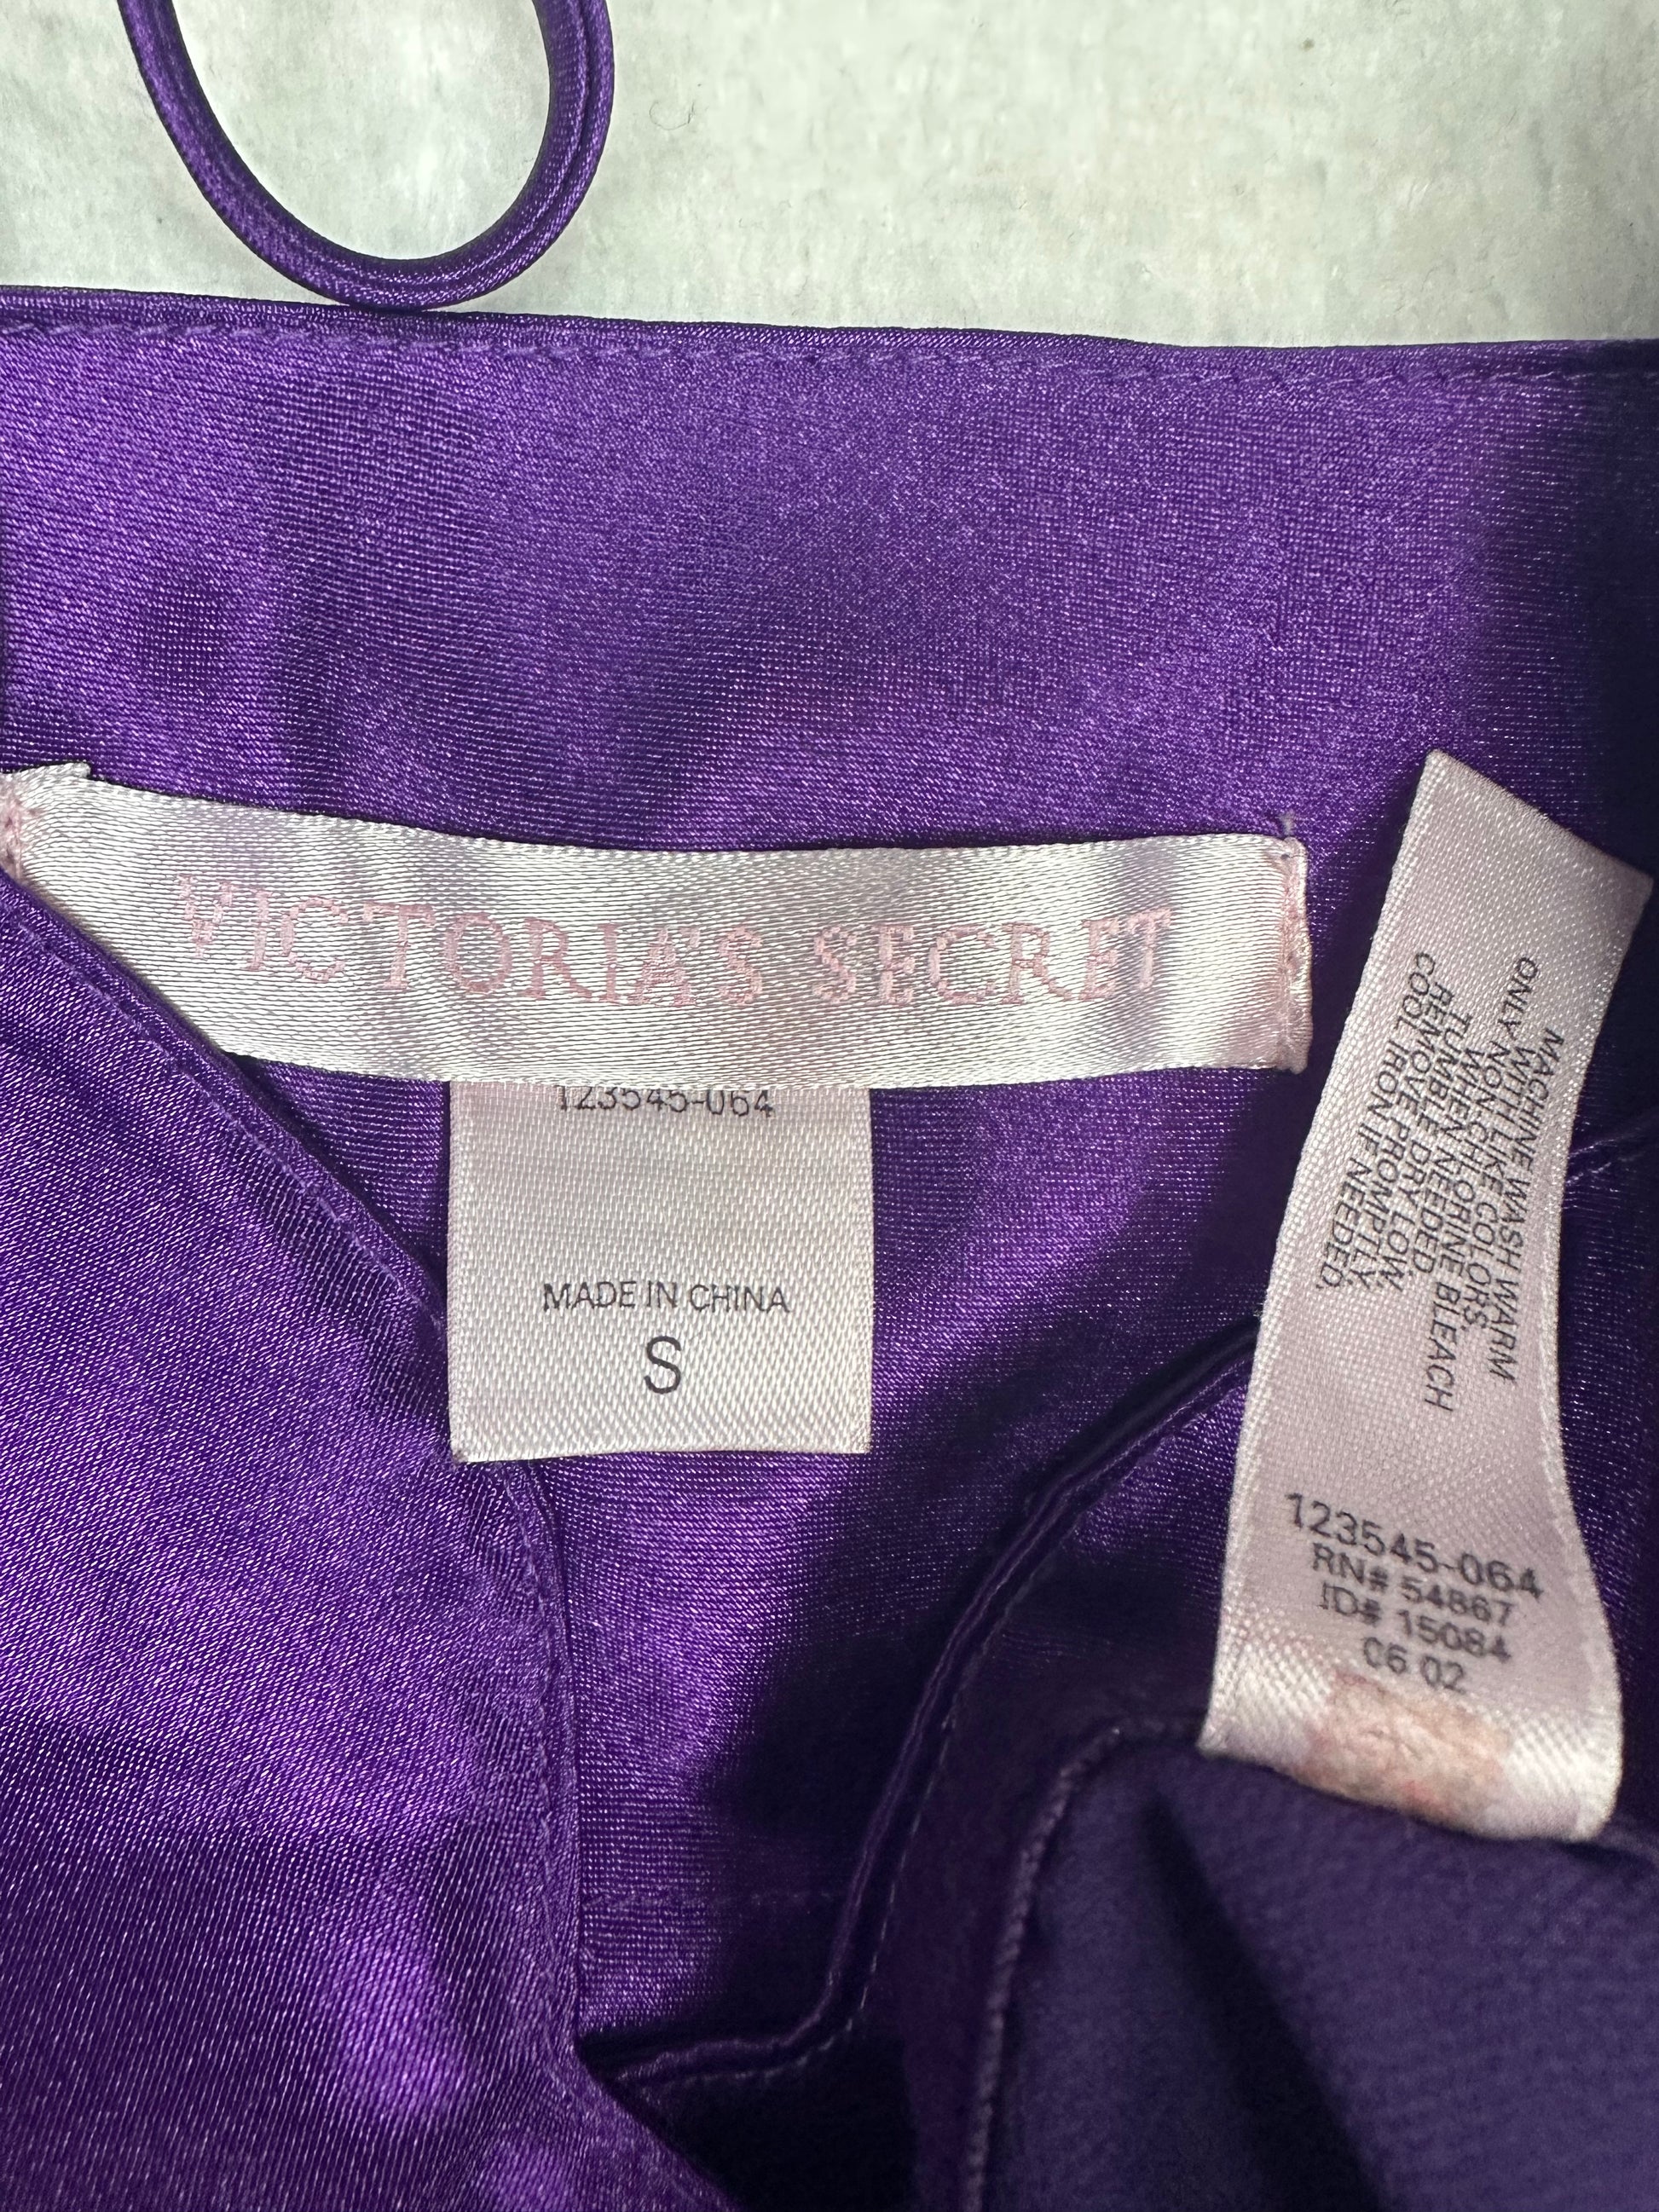 VICTORIA'S SECRET
123545-064
MADE IN CHINA
S
MACHINE WASH WARM
WITH LIKE COLORS.
ONLY NON-CHLORINE BLEACH
WHEN NEEDED
TUMBLE DRY LOW.
REMOVE PROMPTLY.
COOL IRON IF NEEDED.
123545-064
RN# 54867
ID# 15084
06 02